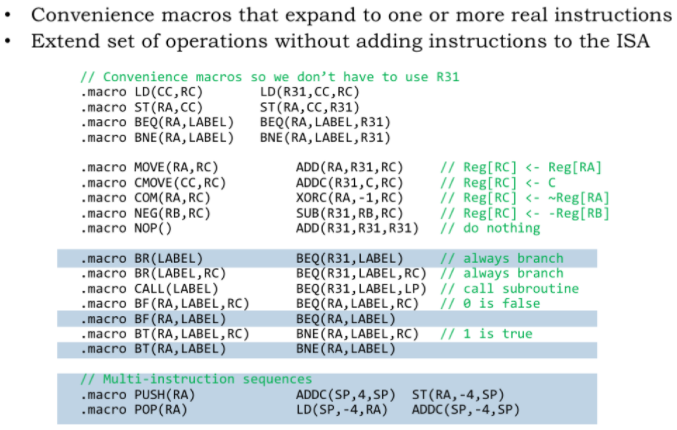 • Convenience macros that expand to one or more real instructions
• Extend set of operations without adding instructions to the ISA
// Convenience macros so we don't have to use R31
.macro LD(CC,RC) LD(R31,CC,RC)
.macro ST(RA,CC) ST(RA,CC,R31)
.macro BEQ(RA,LABEL) BEQ(RA,LABEL,R31)
.macro BNE(RA,LABEL) BNE(RA,LABEL,R31)
.macro MOVE(RA,RC) ADD(RA,R31,RC) // Reg[RC] <- Reg[RA]
.macro CMOVE(CC,RC) ADDC(R31,C,RC) // Reg[RC] <- C
.macro COM(RA,RC) XORC(RA,-1,RC) // Reg[RC] <- ~Reg[RA]
.macro NEG(RB,RC) SUB(R31,RB,RC) // Reg[RC] <- -Reg[RB]
.macro NOP() ADD(R31,R31,R31) // do nothing
.macro BR(LABEL) BEQ(R31,LABEL) // always branch
.macro BR(LABEL,RC) BEQ(R31,LABEL,RC) // always branch
.macro CALL(LABEL) BEQ(R31,LABEL,LP) // call subroutine
.macro BF(RA,LABEL,RC) BEQ(RA,LABEL,RC) // 0 is false
.macro BF(RA,LABEL) BEQ(RA,LABEL)
.macro BT(RA,LABEL,RC) BNE(RA,LABEL,RC) // 1 is true
.macro BT(RA,LABEL) BNE(RA,LABEL)
// Multi-instruction sequences
.macro PUSH(RA) ADDC(SP,4,SP) ST(RA,-4,SP)
.macro POP(RA) LD(SP,-4,RA) ADDC(SP,-4,SP)